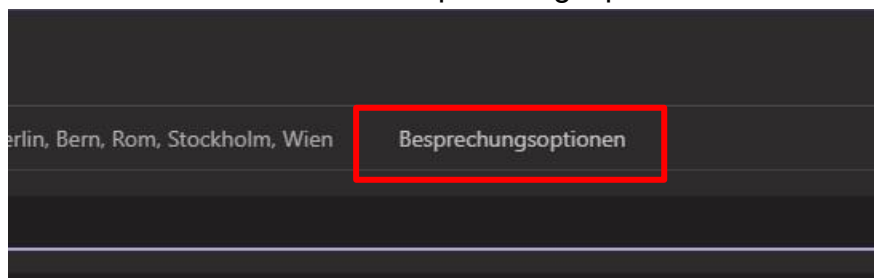 erlin, Bern, Rom, Stockholm, Wien Besprechungsoptionen